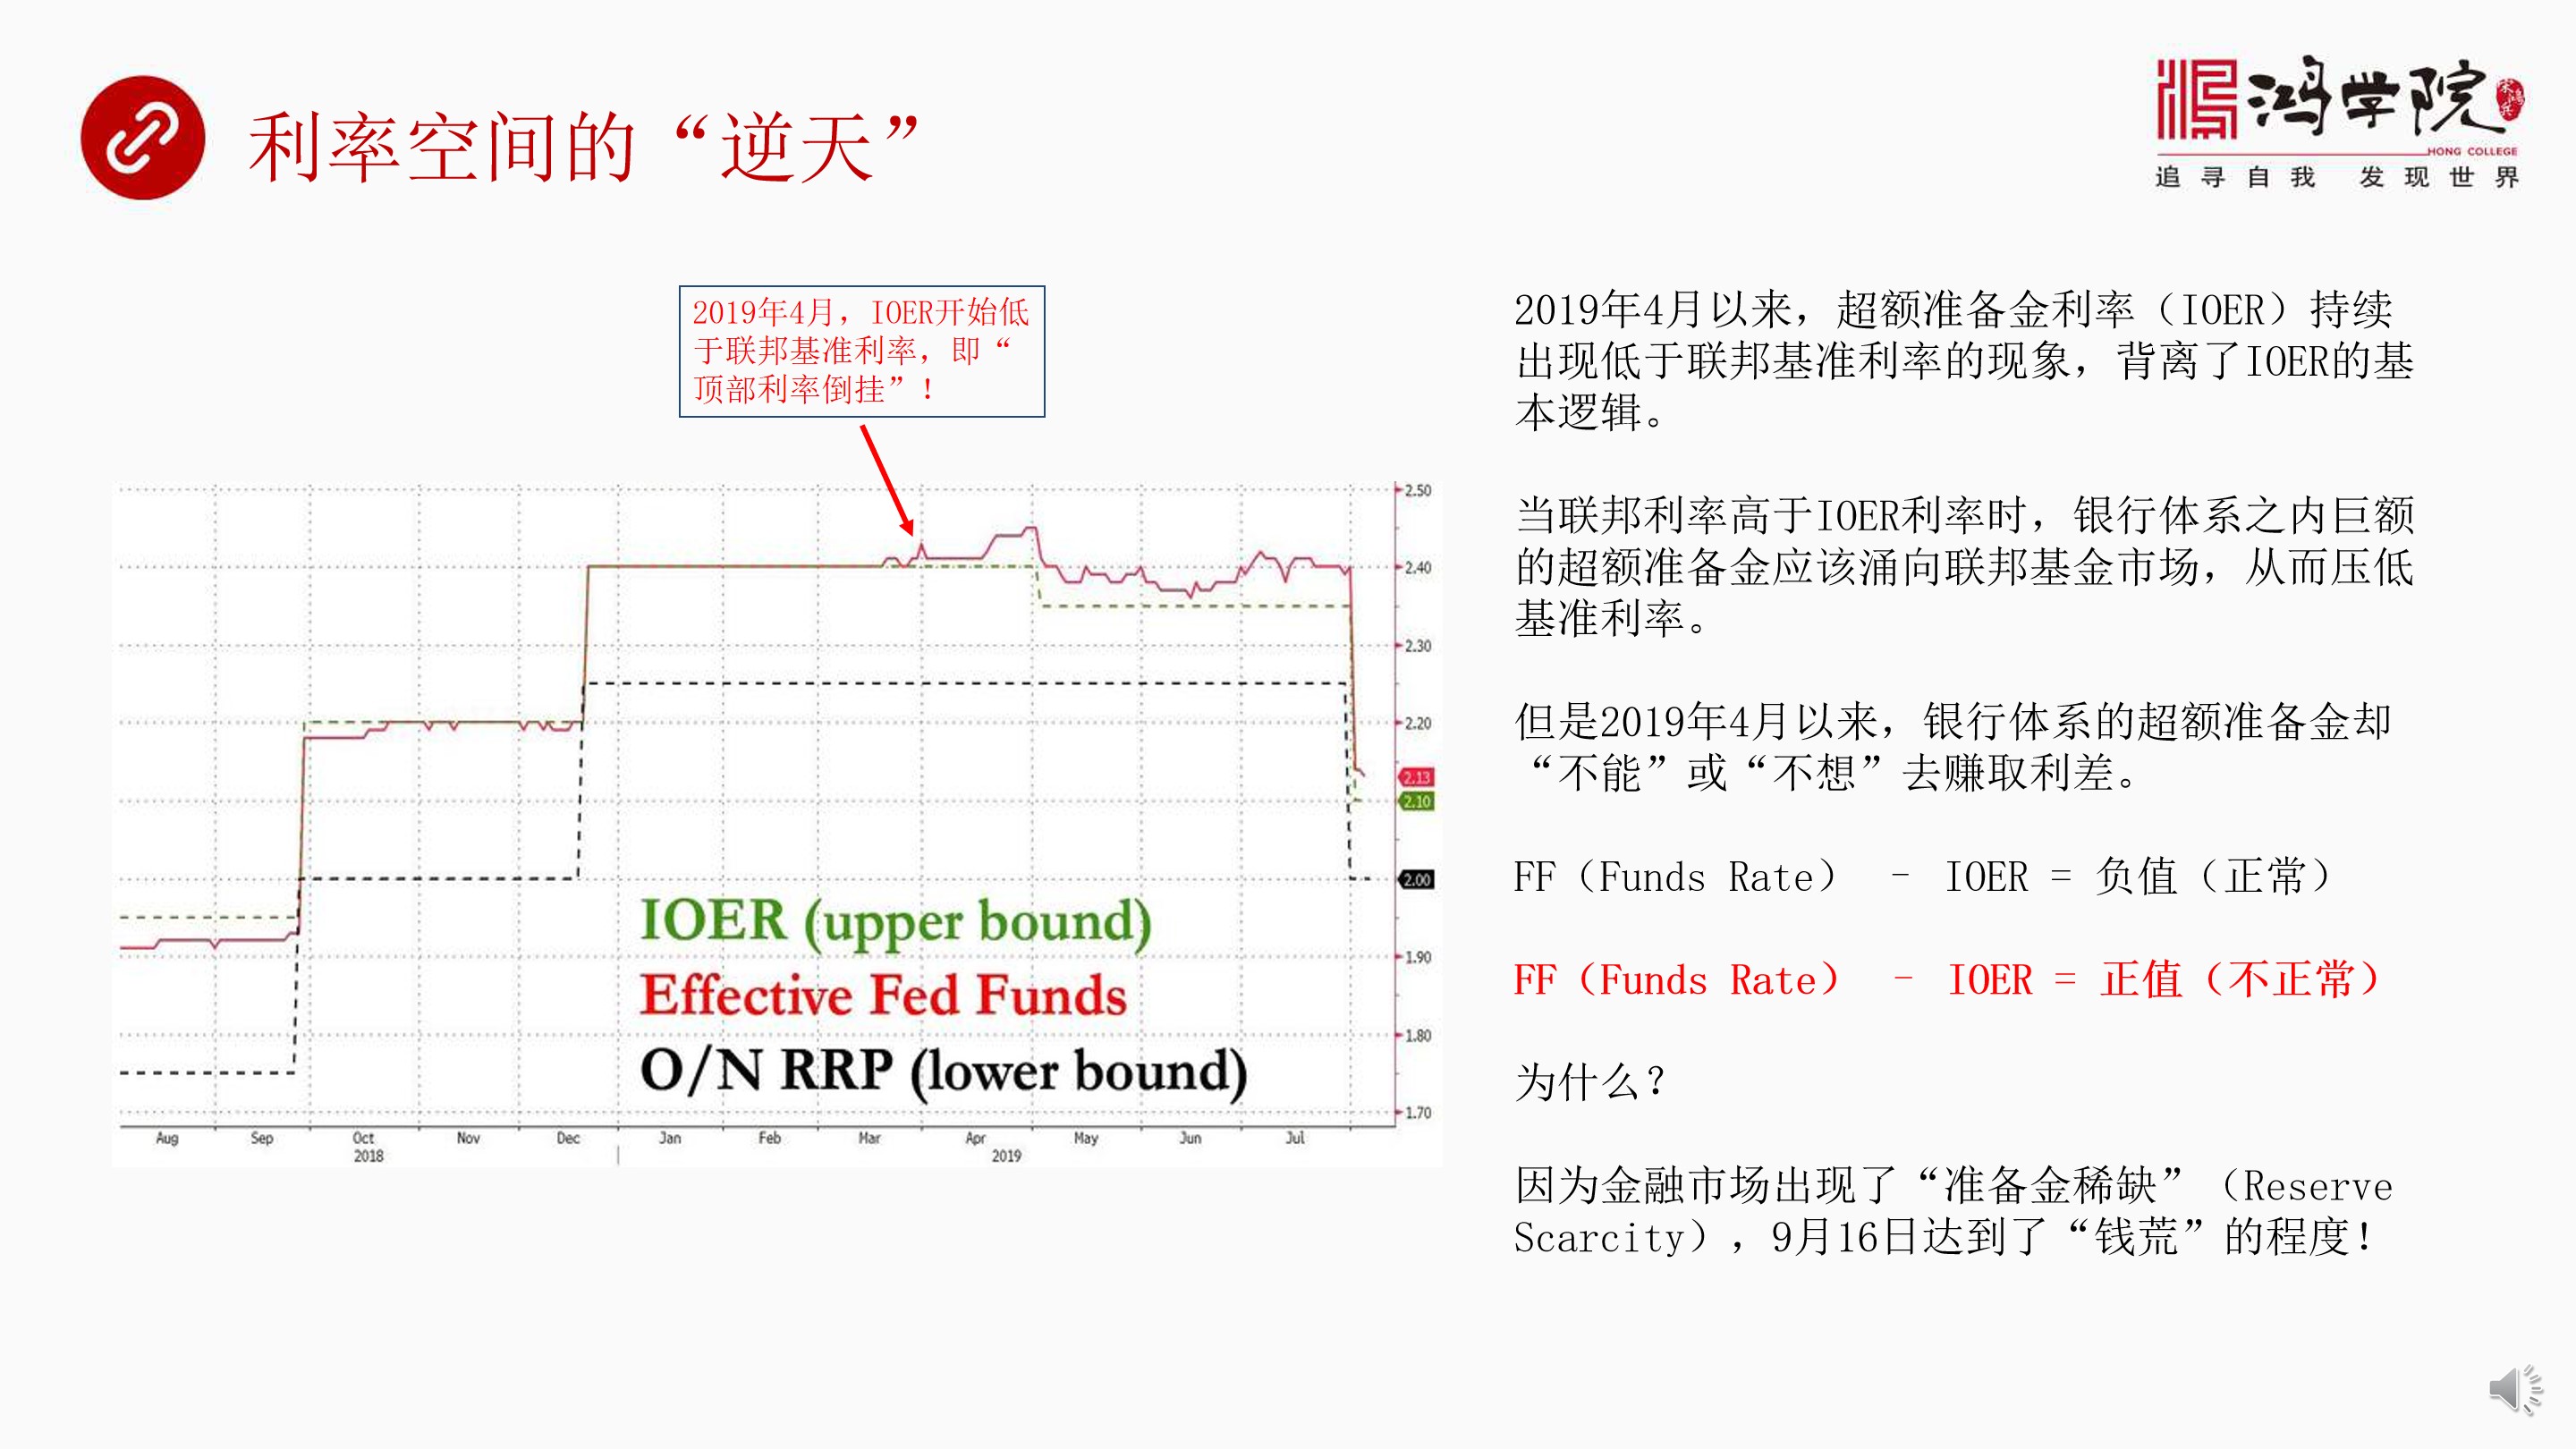 利率空间的“逆天”
鸿学院
HONG COLLEGE
追寻自我 发现世界
2019年4月，IOER开始低
于联邦基准利率，即“
顶部利率倒挂”！
2.50
2.40
2.30
2.20
2.13
2.10
2.00
1.90
1.80
1.70
IOER (upper bound)
Effective Fed Funds
O/N RRP (lower bound)
Aug Sep Oct Nov Dec Jan Feb Mar Apr May Jun Jul
2018 2019
2019年4月以来，超额准备金利率（IOER）持续
出现低于联邦基准利率的现象，背离了IOER的基
本逻辑。
当联邦利率高于IOER利率时，银行体系之内巨额
的超额准备金应该涌向联邦基金市场，从而压低
基准利率。
但是2019年4月以来，银行体系的超额准备金却
“不能”或“不想”去赚取利差。
FF（Funds Rate） – IOER = 负值（正常）
FF（Funds Rate） – IOER = 正值（不正常）
为什么？
因为金融市场出现了“准备金稀缺”（Reserve
Scarcity），9月16日达到了“钱荒”的程度！